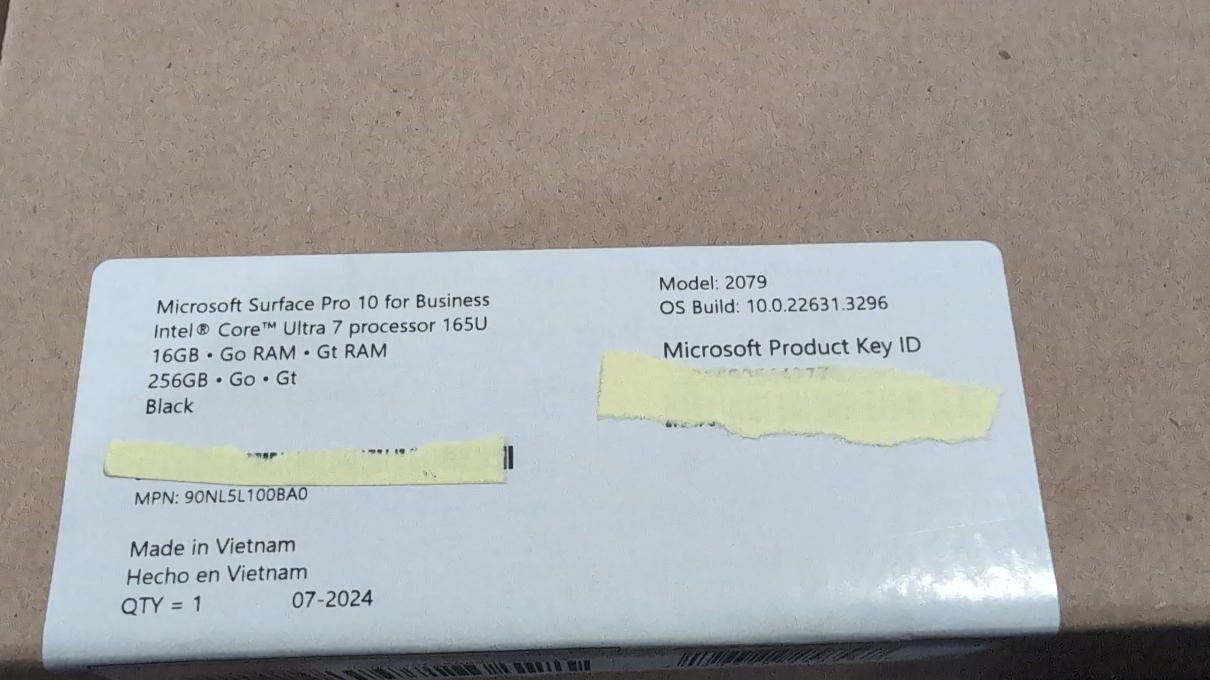 Microsoft Surface Pro 10 for Business
Intel® Core™ Ultra 7 processor 165U
16GB • Go RAM • Gt RAM
256GB • Go • Gt
Black
MPN: 90NL5L100BA0
Made in Vietnam
Hecho en Vietnam
QTY = 1 07-2024
Model: 2079
OS Build: 10.0.22631.3296
Microsoft Product Key ID